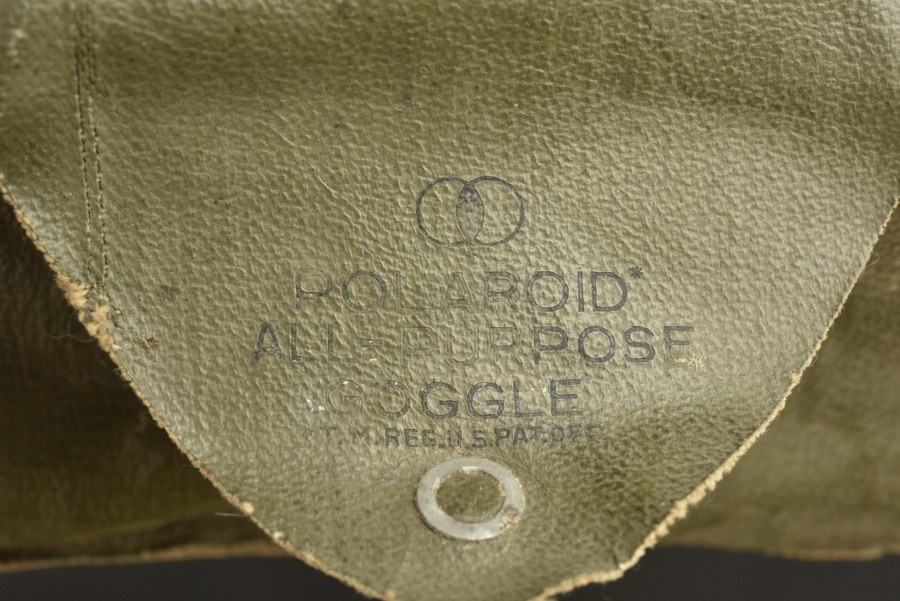 POLAROID*
ALL-PURPOSE
GOGGLE
*T.M.REG.U.S.PAT.OFF